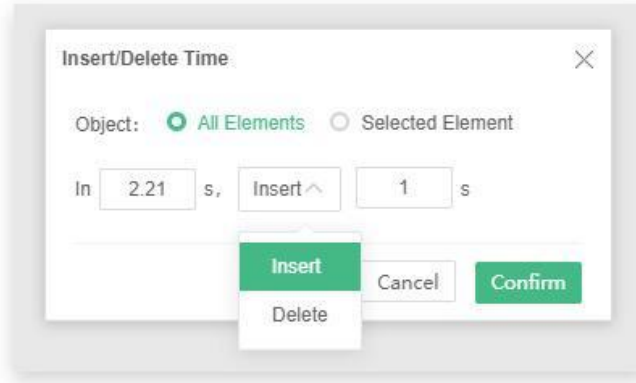 Insert/Delete Time
Object: All Elements Selected Element
In 2.21 s, Insert 1 s
Insert
Cancel Confirm
Delete